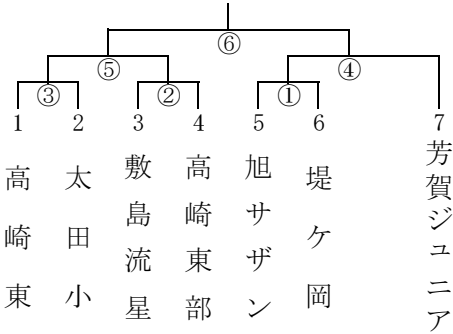 ⑥
⑤ ④
③ ② ①
1 2 3 4 5 6 7
高崎東
太田小
敷島流星
高崎東部
旭サザン
堤ケ岡
芳賀ジュニア